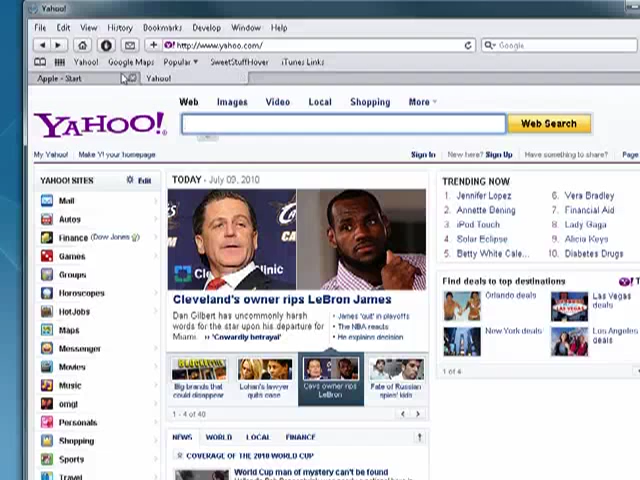 Yahoo!
File Edit View History Bookmarks Develop Window Help
http://www.yahoo.com/
Google
Yahoo! Google Maps Popular SweetStuffHover iTunes Links
Apple - Start
Yahoo!
Web Images Video Local Shopping More
YAHOO!
Web Search
My Yahoo! Make Y! your homepage
Sign In New here? Sign Up Have something to share? Page
YAHOO! SITES
Edit
Mail
Autos
Finance (Dow Jones)
Games
Groups
Horoscopes
HotJobs
Maps
Messenger
Movies
Music
omg!
Personals
Shopping
Sports
Travel
TODAY - July 09, 2010
Cleveland's owner rips LeBron James
Dan Gilbert has uncommonly harsh
words for the star upon his departure for
Miami. » 'Cowardly betrayal'
• James 'out' in playoffs
• The NBA reacts
• He explains decision
Big brands that
could disappear
Lohan's lawyer
quits case
Cavs owner rips
LeBron
Fate of Russian
spies' kids
1 - 4 of 40
NEWS WORLD LOCAL FINANCE
COVERAGE OF THE 2010 WORLD CUP
World Cup man of mystery can't be found
TRENDING NOW
1. Jennifer Lopez
2. Annette Bening
3. iPod Touch
4. Solar Eclipse
5. Betty White Cale...
6. Vera Bradley
7. Financial Aid
8. Lady Gaga
9. Alicia Keys
10. Diabetes Drugs
Find deals to top destinations
Orlando deals
Las Vegas
deals
New York deals
Los Angeles
deals
1 of 4